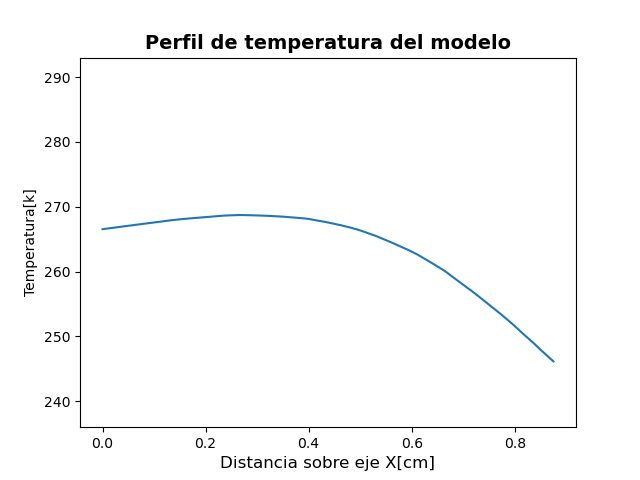 Perfil de temperatura del modelo
290
280
270
260
250
240
Temperatura[k]
0.0 0.2 0.4 0.6 0.8
Distancia sobre eje X[cm]